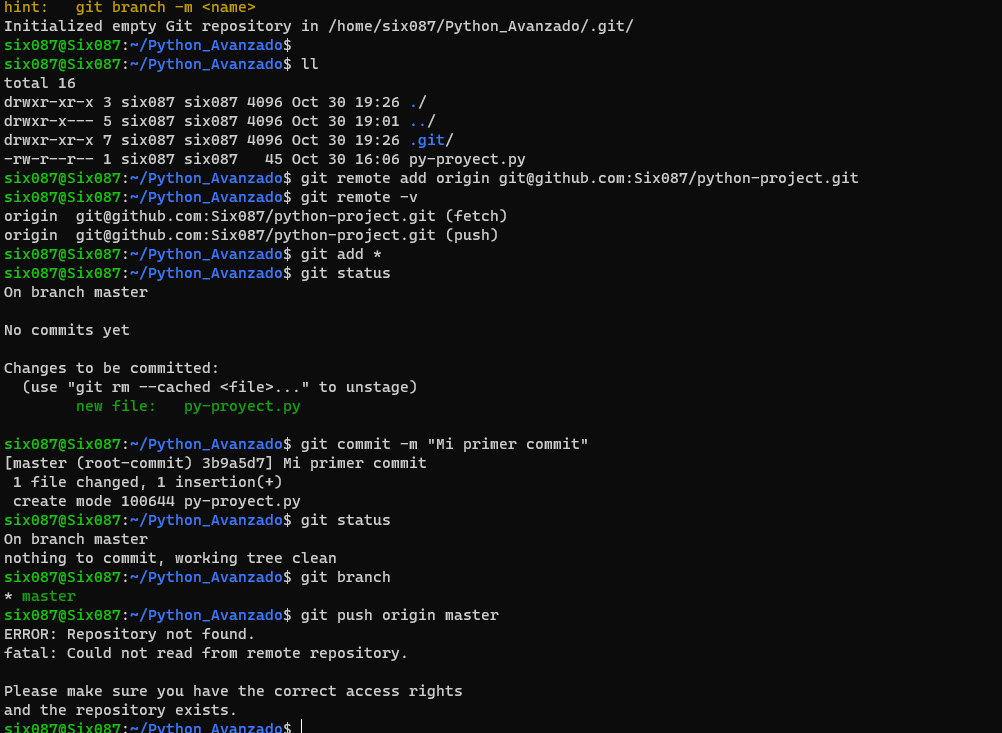 hint:   git branch -m <name>
Initialized empty Git repository in /home/six087/Python_Avanzado/.git/
six087@Six087:~/Python_Avanzado$
six087@Six087:~/Python_Avanzado$ ll
total 16
drwxr-xr-x 3 six087 six087 4096 Oct 30 19:26 ./
drwxr-x--- 5 six087 six087 4096 Oct 30 19:01 ../
drwxr-xr-x 7 six087 six087 4096 Oct 30 19:26 .git/
-rw-r--r-- 1 six087 six087   45 Oct 30 16:06 py-proyect.py
six087@Six087:~/Python_Avanzado$ git remote add origin git@github.com:Six087/python-project.git
six087@Six087:~/Python_Avanzado$ git remote -v
origin  git@github.com:Six087/python-project.git (fetch)
origin  git@github.com:Six087/python-project.git (push)
six087@Six087:~/Python_Avanzado$ git add *
six087@Six087:~/Python_Avanzado$ git status
On branch master

No commits yet

Changes to be committed:
  (use "git rm --cached <file>..." to unstage)
        new file:   py-proyect.py

six087@Six087:~/Python_Avanzado$ git commit -m "Mi primer commit"
[master (root-commit) 3b9a5d7] Mi primer commit
 1 file changed, 1 insertion(+)
 create mode 100644 py-proyect.py
six087@Six087:~/Python_Avanzado$ git status
On branch master
nothing to commit, working tree clean
six087@Six087:~/Python_Avanzado$ git branch
* master
six087@Six087:~/Python_Avanzado$ git push origin master
ERROR: Repository not found.
fatal: Could not read from remote repository.

Please make sure you have the correct access rights
and the repository exists.
six087@Six087:~/Python_Avanzado$